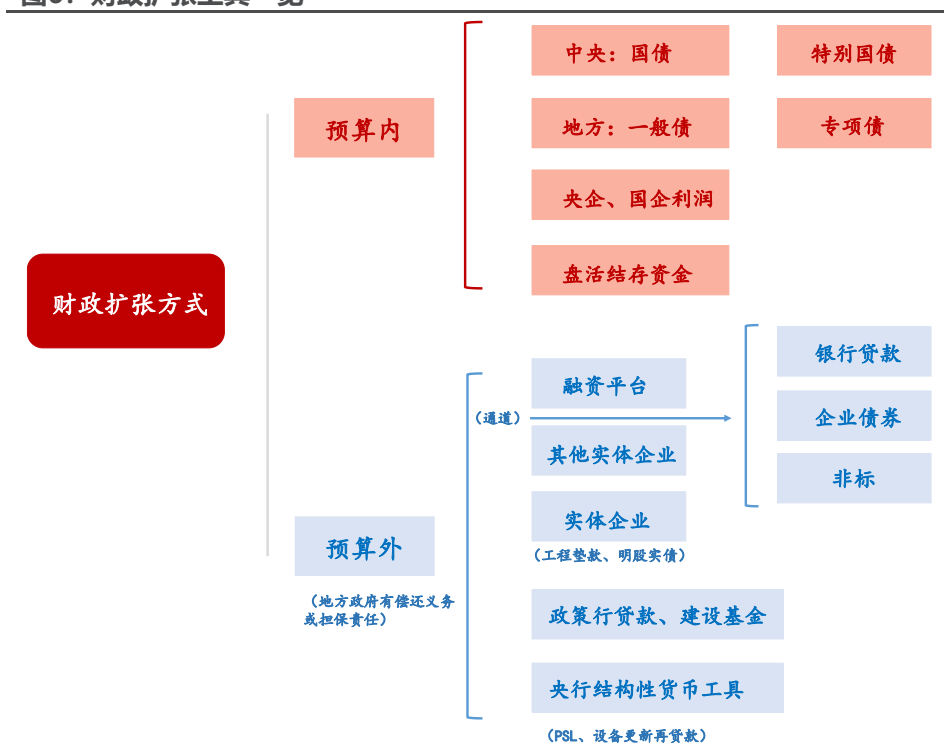 财政扩张方式
预算内
中央：国债
特别国债
地方：一般债
专项债
央企、国企利润
盘活结存资金
预算外
（地方政府有偿还义务
或担保责任）
融资平台
（通道）
其他实体企业
银行贷款
企业债券
非标
实体企业
（工程垫款、明股实债）
政策行贷款、建设基金
央行结构性货币工具
（PSL、设备更新再贷款）